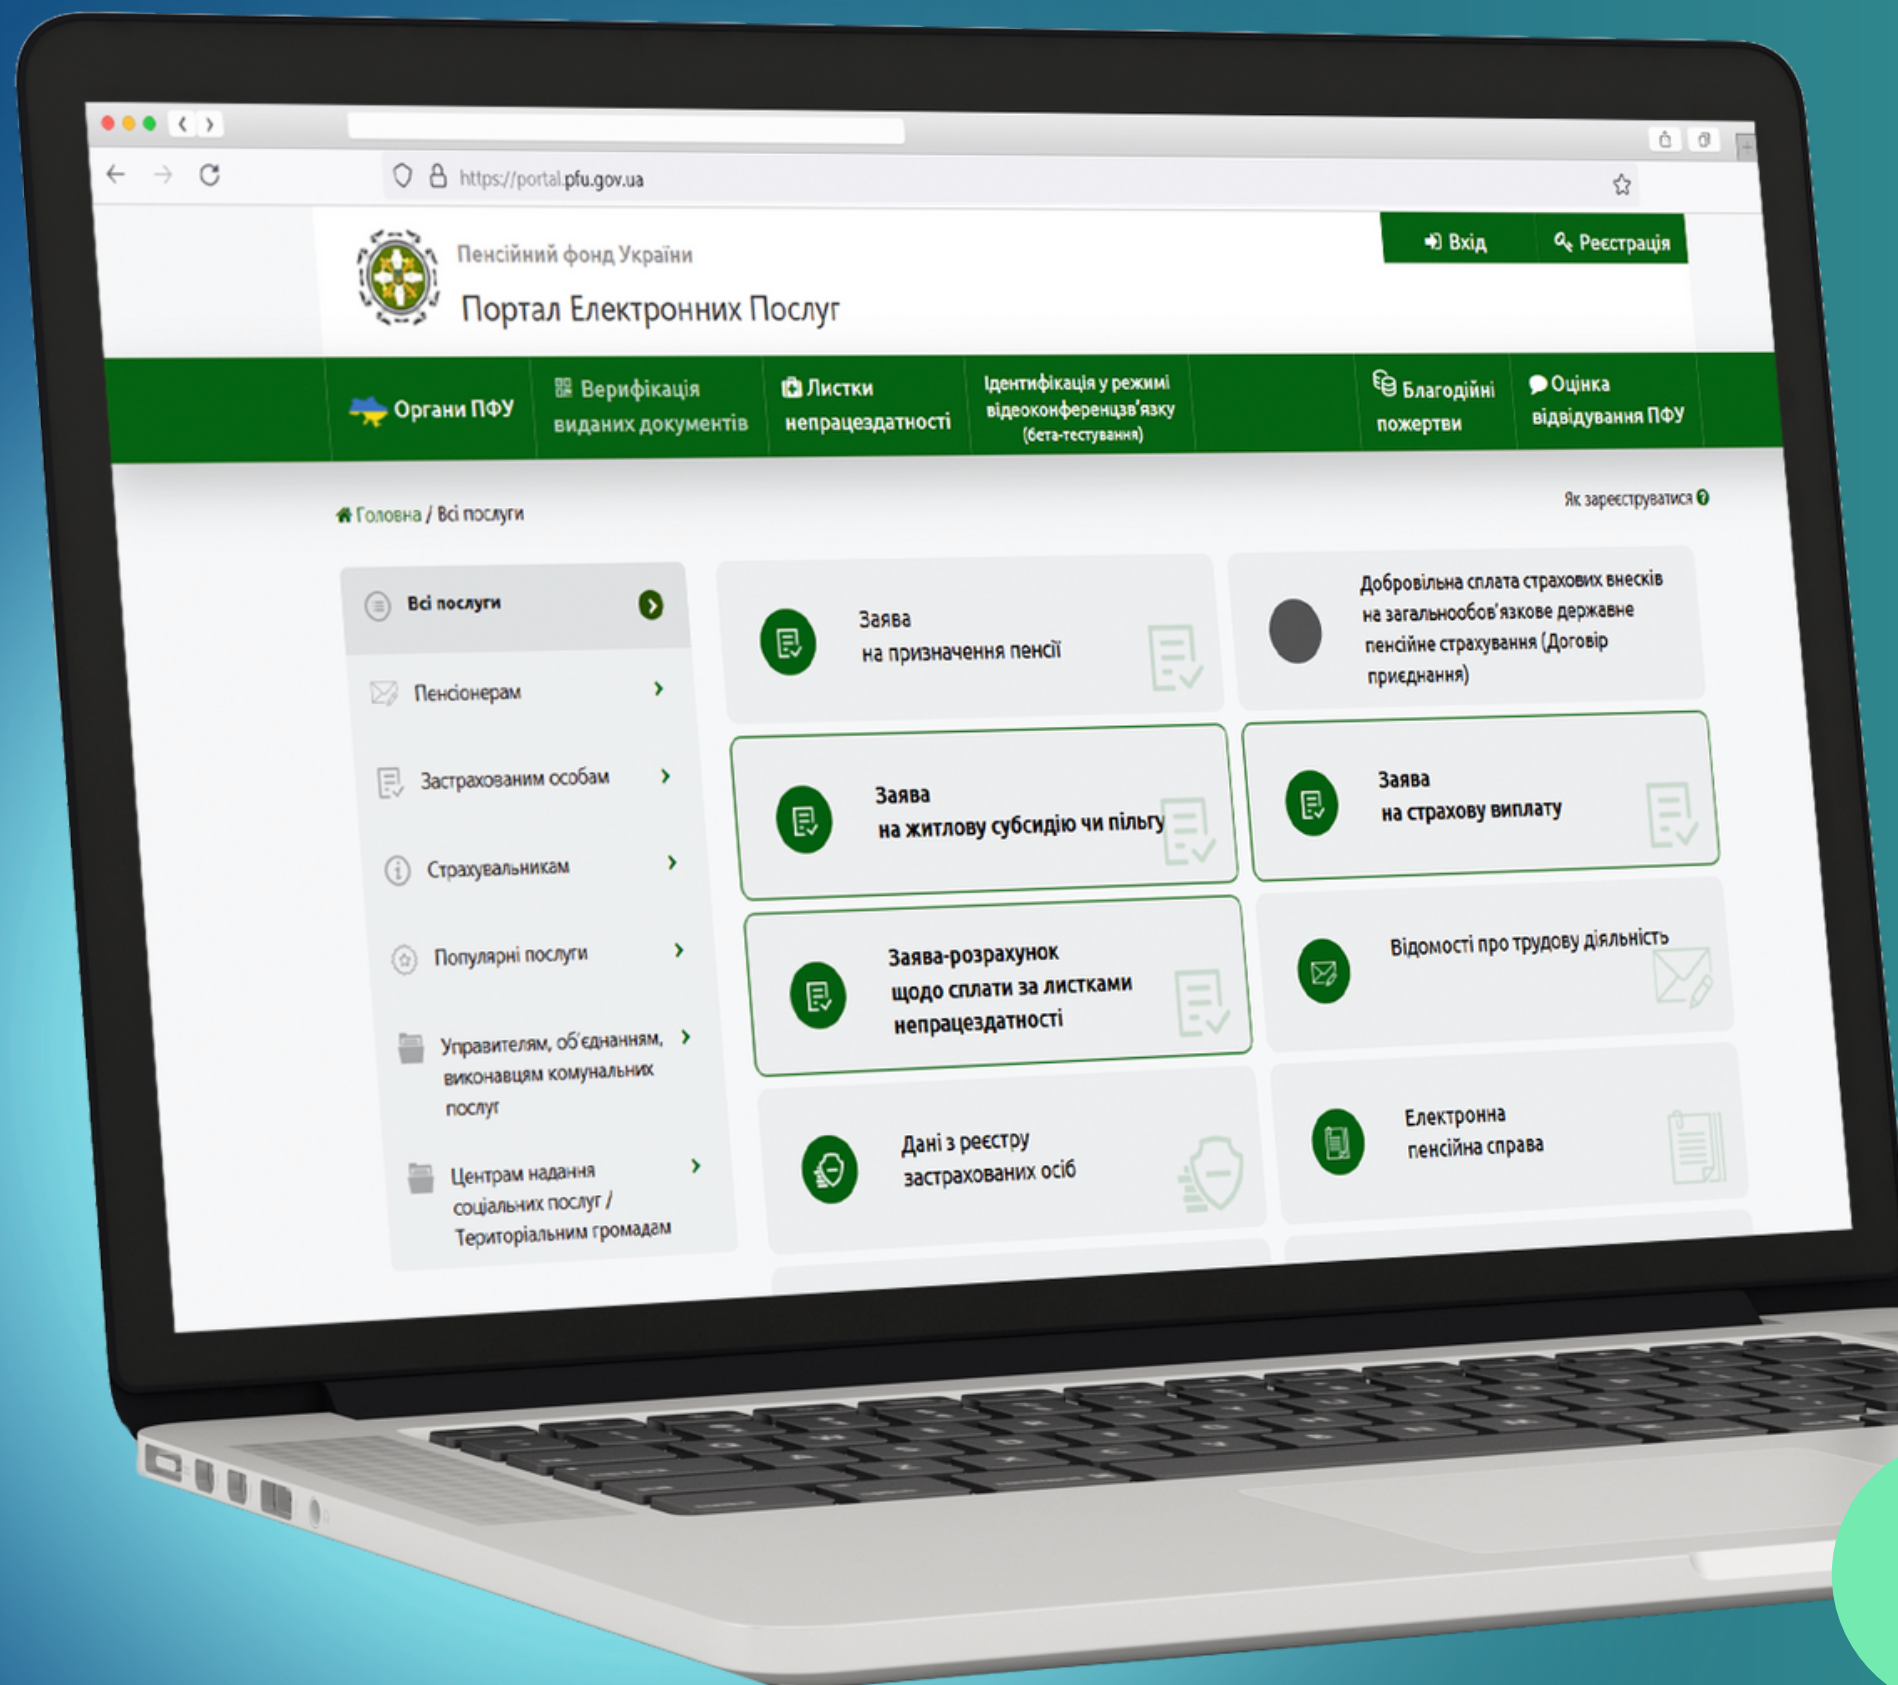 https://portal.pfu.gov.ua
Пенсійний фонд України
Портал Електронних Послуг
Вхід
Реєстрація
Органи ПФУ
Верифікація
виданих документів
Листки
непрацездатності
Ідентифікація у режимі
відеоконференцзв'язку
(бета-тестування)
Благодійні
пожертви
Оцінка
відвідування ПФУ
Головна / Всі послуги
Як зареєструватися
Всі послуги
Пенсіонерам
Застрахованим особам
Страхувальникам
Популярні послуги
Управителям, об'єднанням,
виконавцям комунальних
послуг
Центрам надання
соціальних послуг /
Територіальним громадам
Заява
на призначення пенсії
Добровільна сплата страхових внесків
на загальнообов'язкове державне
пенсійне страхування (Договір
приєднання)
Заява
на житлову субсидію чи пільгу
Заява
на страхову виплату
Заява-розрахунок
щодо сплати за листками
непрацездатності
Відомості про трудову діяльність
Дані з реєстру
застрахованих осіб
Електронна
пенсійна справа